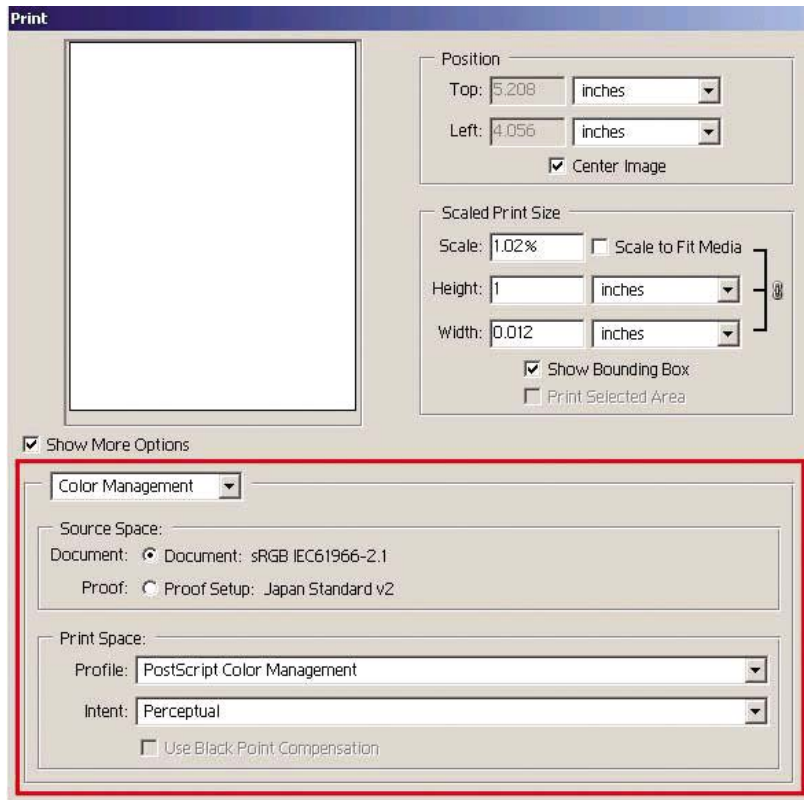 Print
Position
Top: 5.208 inches
Left: 4.056 inches
Center Image
Scaled Print Size
Scale: 1.02% Scale to Fit Media
Height: 1 inches
Width: 0.012 inches
Show Bounding Box
Print Selected Area
Show More Options
Color Management
Source Space:
Document: Document: sRGB IEC61966-2.1
Proof: Proof Setup: Japan Standard v2
Print Space:
Profile: PostScript Color Management
Intent: Perceptual
Use Black Point Compensation